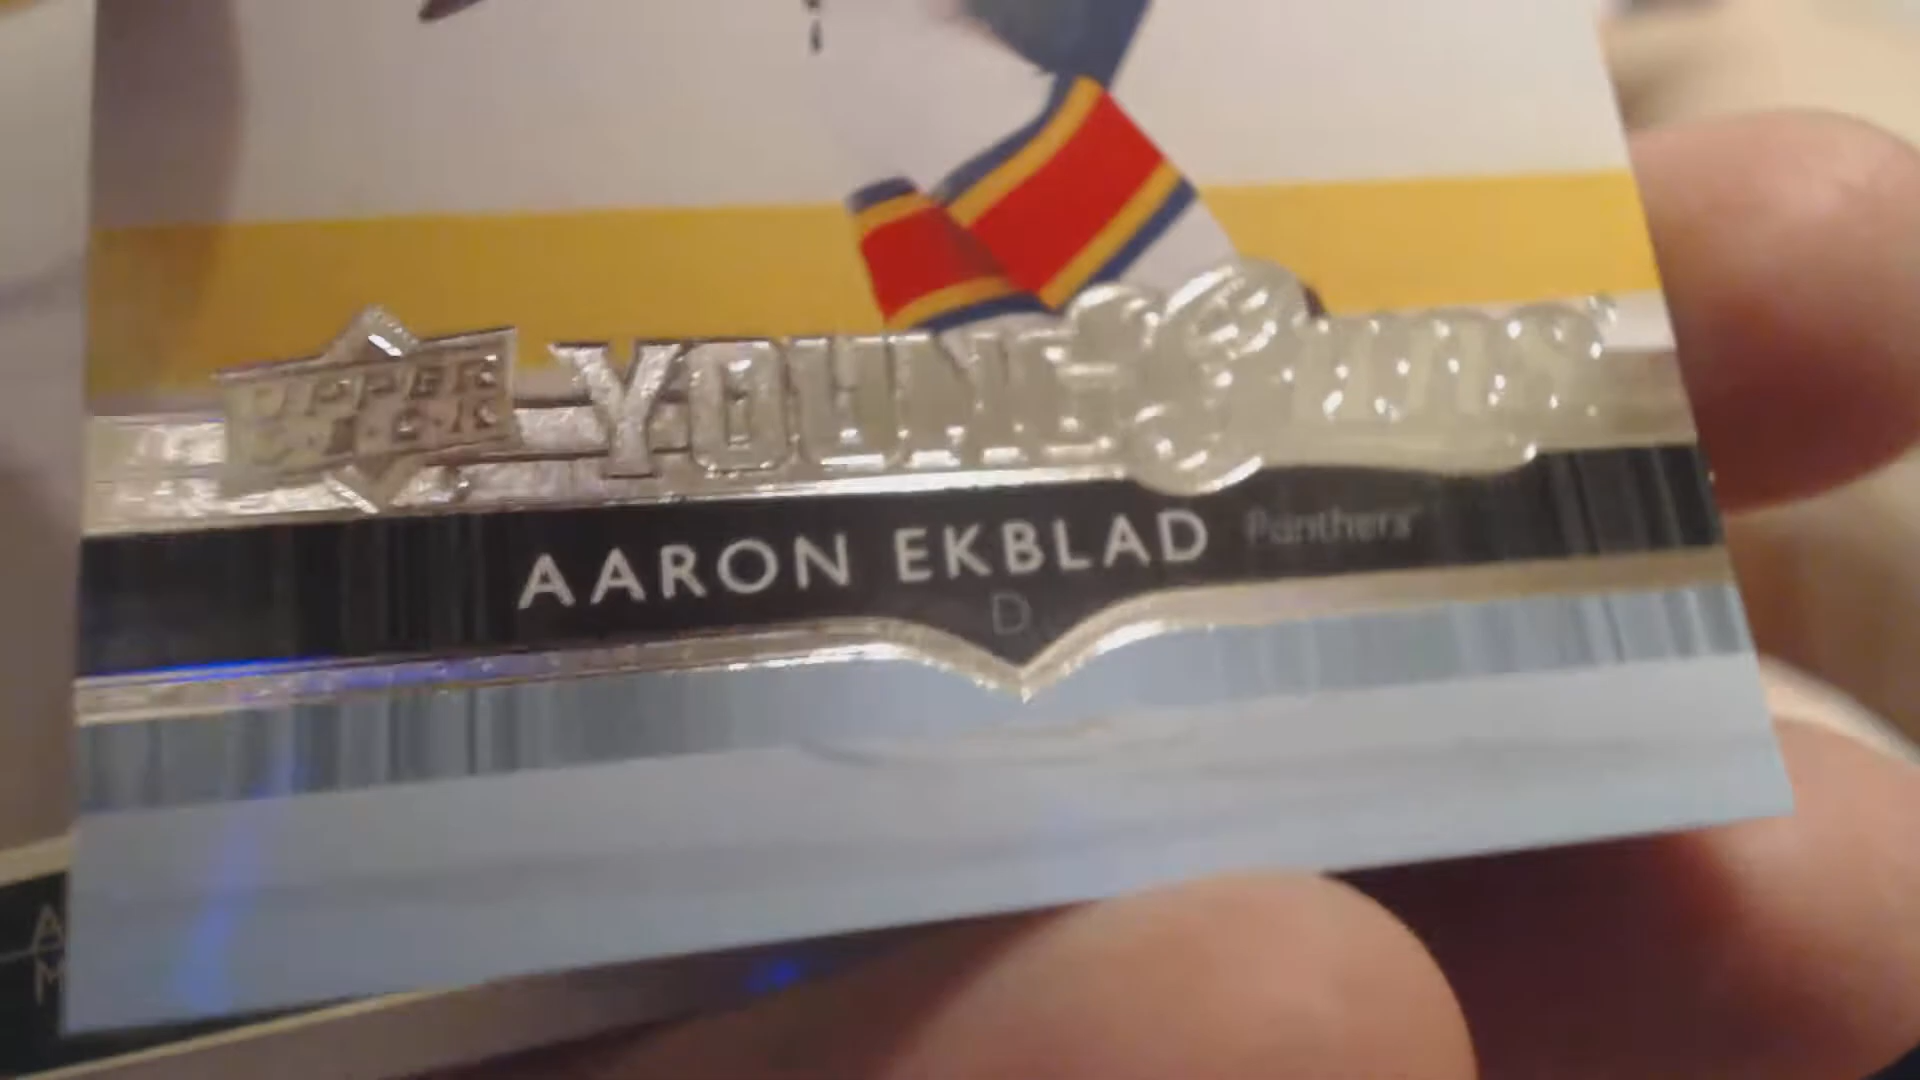 UPPER DECK
YOUNG GUNS
AARON EKBLAD Panthers
D
A
M